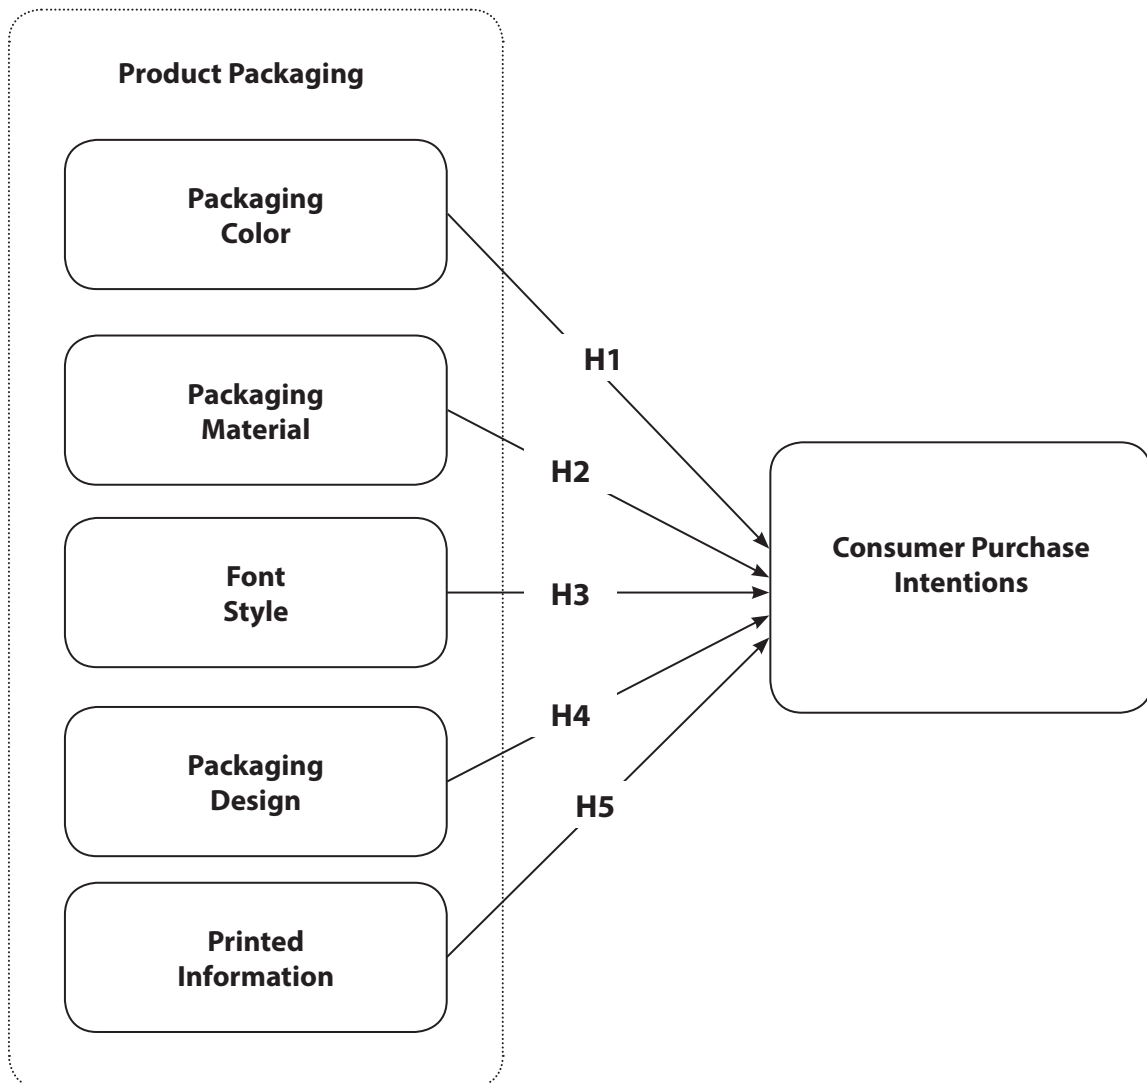 Product Packaging
Packaging
Color
H1
Packaging
Material
H2
Consumer Purchase
Intentions
Font
Style
H3
Packaging
Design
H4
H5
Printed
Information